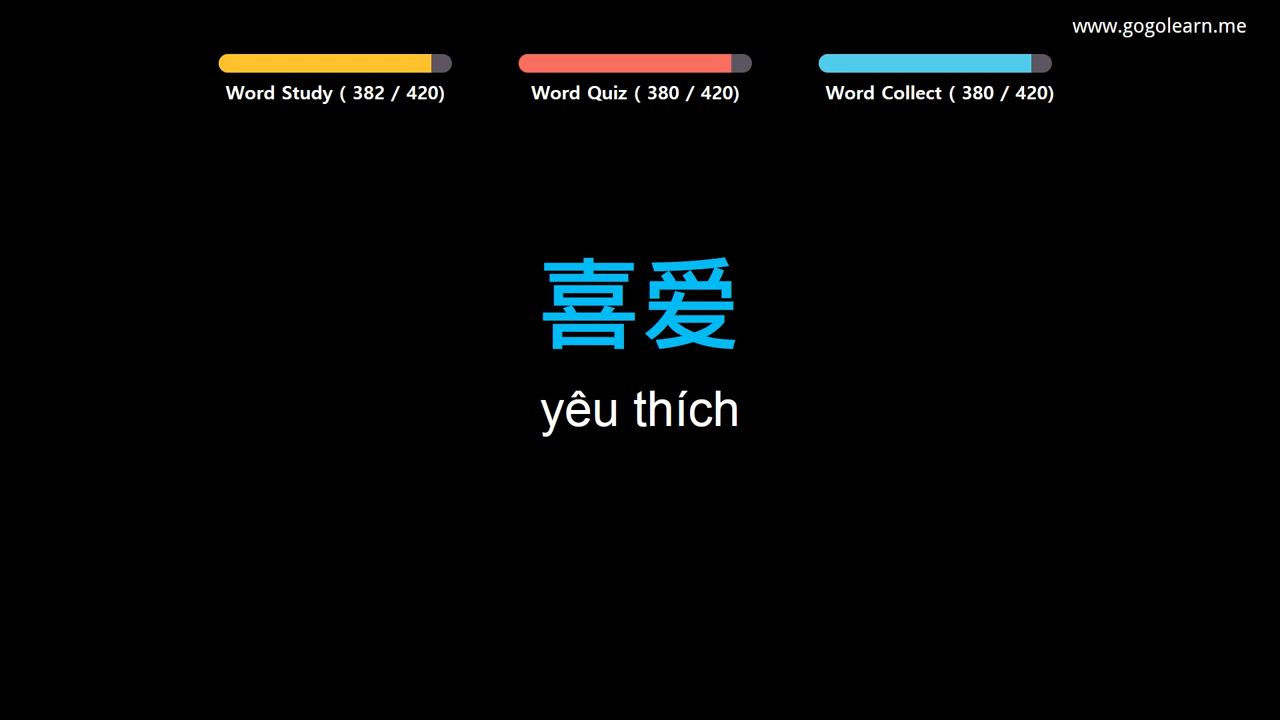 www.gogolearn.me
Word Study ( 382 / 420)
Word Quiz ( 380 / 420)
Word Collect ( 380 / 420)
喜爱
yêu thích